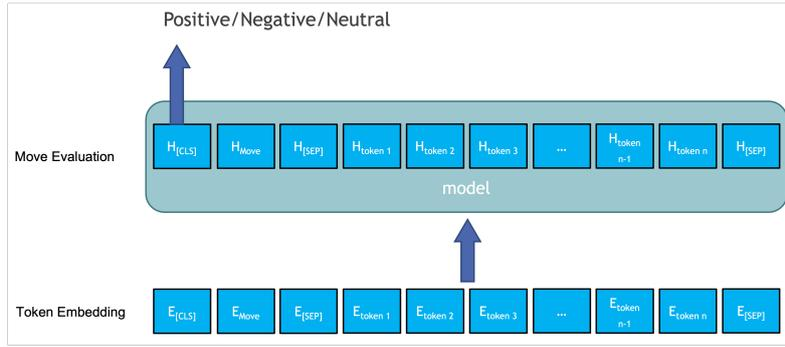 Positive/Negative/Neutral
Move Evaluation
H[CLS] HMove H[SEP] Htoken 1 Htoken 2 Htoken 3 ... Htoken n-1 Htoken n H[SEP]
model
Token Embedding
E[CLS] EMove E[SEP] Etoken 1 Etoken 2 Etoken 3 ... Etoken n-1 Etoken n E[SEP]